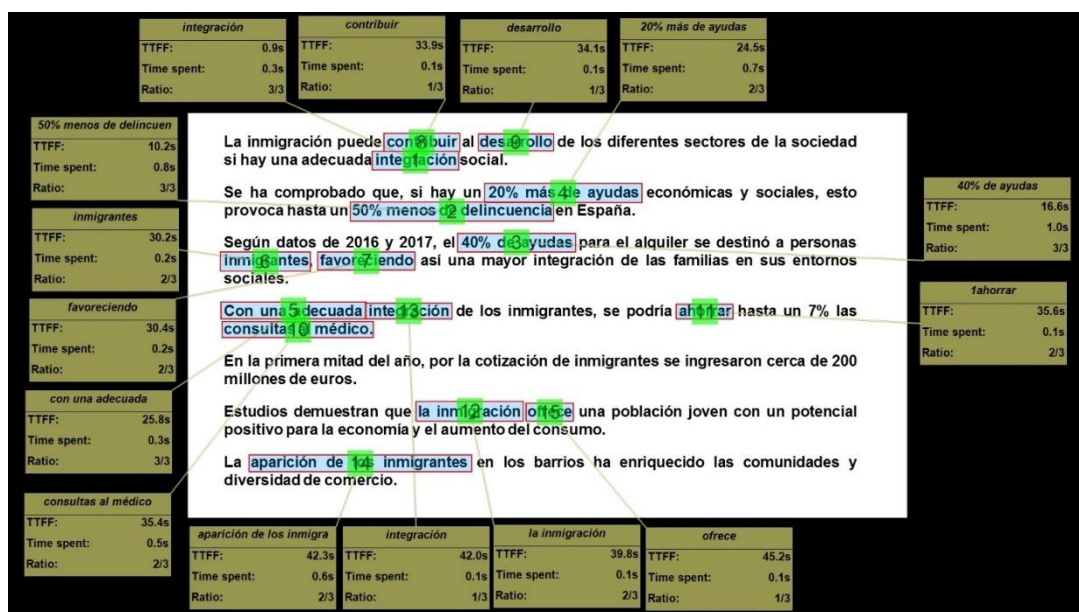 integración
TTFF: 0.9s
Time spent: 0.3s
Ratio: 3/3
contribuir
TTFF: 33.9s
Time spent: 0.1s
Ratio: 1/3
desarrollo
TTFF: 34.1s
Time spent: 0.1s
Ratio: 1/3
20% más de ayudas
TTFF: 24.5s
Time spent: 0.7s
Ratio: 2/3
50% menos de delincuen
TTFF: 10.2s
Time spent: 0.8s
Ratio: 3/3
inmigrantes
TTFF: 30.2s
Time spent: 0.2s
Ratio: 2/3
favoreciendo
TTFF: 30.4s
Time spent: 0.2s
Ratio: 2/3
con una adecuada
TTFF: 25.8s
Time spent: 0.3s
Ratio: 3/3
consultas al médico
TTFF: 35.4s
Time spent: 0.5s
Ratio: 2/3
La inmigración puede contribuir al desarrollo de los diferentes sectores de la sociedad
8 9
si hay una adecuada integración social.
1
Se ha comprobado que, si hay un 20% más de ayudas económicas y sociales, esto
4
provoca hasta un 50% menos de delincuencia en España.
2
Según datos de 2016 y 2017, el 40% de ayudas para el alquiler se destinó a personas
3
inmigrantes, favoreciendo así una mayor integración de las familias en sus entornos
6 7
sociales.
Con una adecuada integración de los inmigrantes, se podría ahorrar hasta un 7% las
5 13 11
consultas al médico.
10
En la primera mitad del año, por la cotización de inmigrantes se ingresaron cerca de 200
millones de euros.
Estudios demuestran que la inmigración ofrece una población joven con un potencial
12 15
positivo para la economía y el aumento del consumo.
La aparición de los inmigrantes en los barrios ha enriquecido las comunidades y
14
diversidad de comercio.
40% de ayudas
TTFF: 16.6s
Time spent: 1.0s
Ratio: 3/3
1ahorrar
TTFF: 35.6s
Time spent: 0.1s
Ratio: 2/3
aparición de los inmigra
TTFF: 42.3s
Time spent: 0.6s
Ratio: 2/3
integración
TTFF: 42.0s
Time spent: 0.1s
Ratio: 1/3
la inmigración
TTFF: 39.8s
Time spent: 0.1s
Ratio: 2/3
ofrece
TTFF: 45.2s
Time spent: 0.1s
Ratio: 1/3